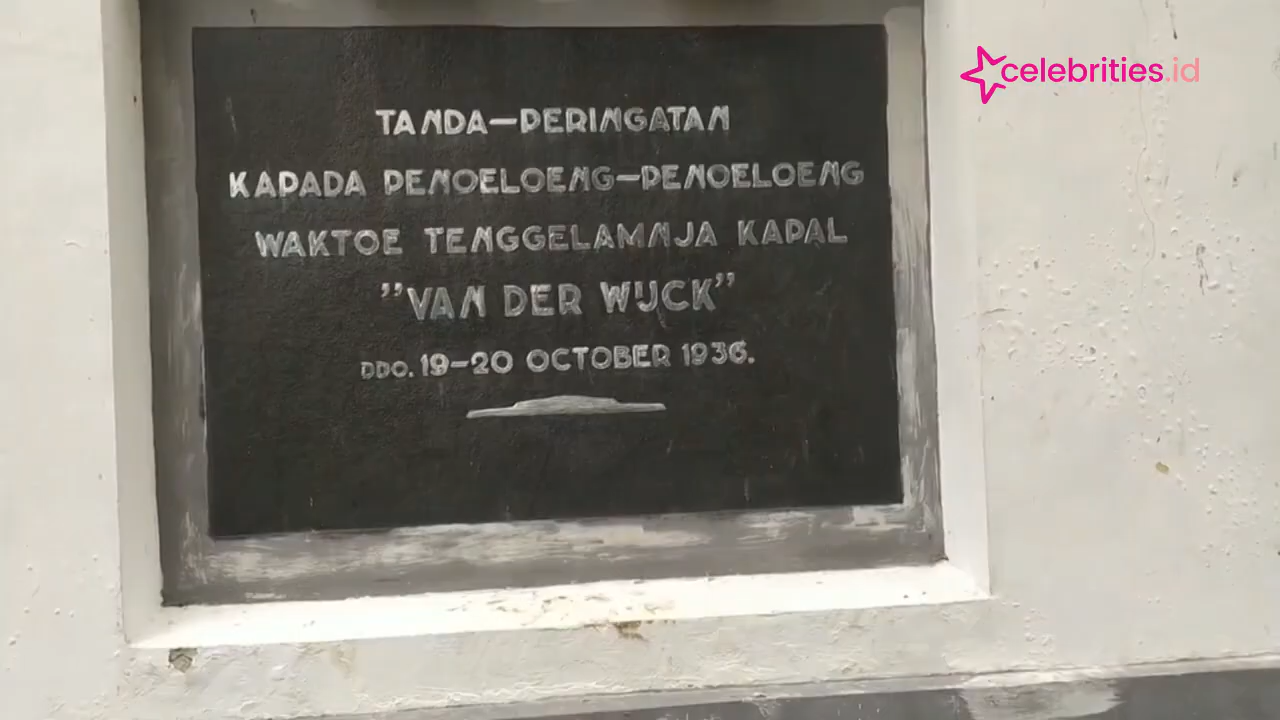 celebrities.id
TANDA-PERINGATAN
KAPADA PENOELOENG-PENOELOENG
WAKTOE TENGGELAMNJA KAPAL
"VAN DER WIJCK"
DDO. 19-20 OCTOBER 1936.